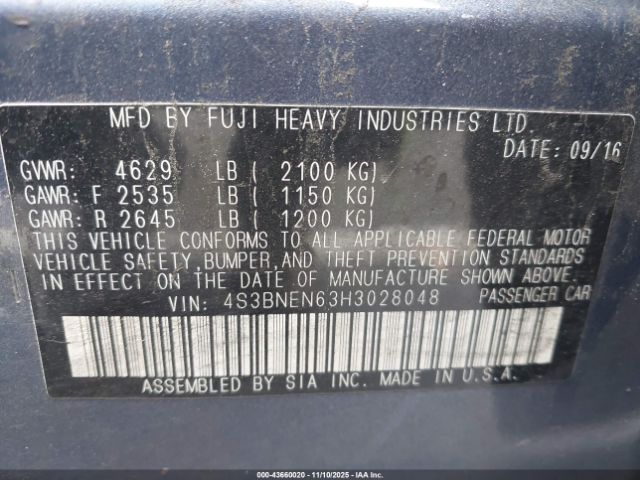 MFD BY FUJI HEAVY INDUSTRIES LTD.
DATE: 09/16
GVWR: 4629 LB ( 2100 KG)
GAWR: F 2535 LB ( 1150 KG)
GAWR: R 2645 LB ( 1200 KG)
THIS VEHICLE CONFORMS TO ALL APPLICABLE FEDERAL MOTOR
VEHICLE SAFETY, BUMPER, AND THEFT PREVENTION STANDARDS
IN EFFECT ON THE DATE OF MANUFACTURE SHOWN ABOVE.
VIN: 4S3BNEN63H3028048 PASSENGER CAR
ASSEMBLED BY SIA INC. MADE IN U.S.A.
000-43660020 - 11/10/2025 - IAAI.com